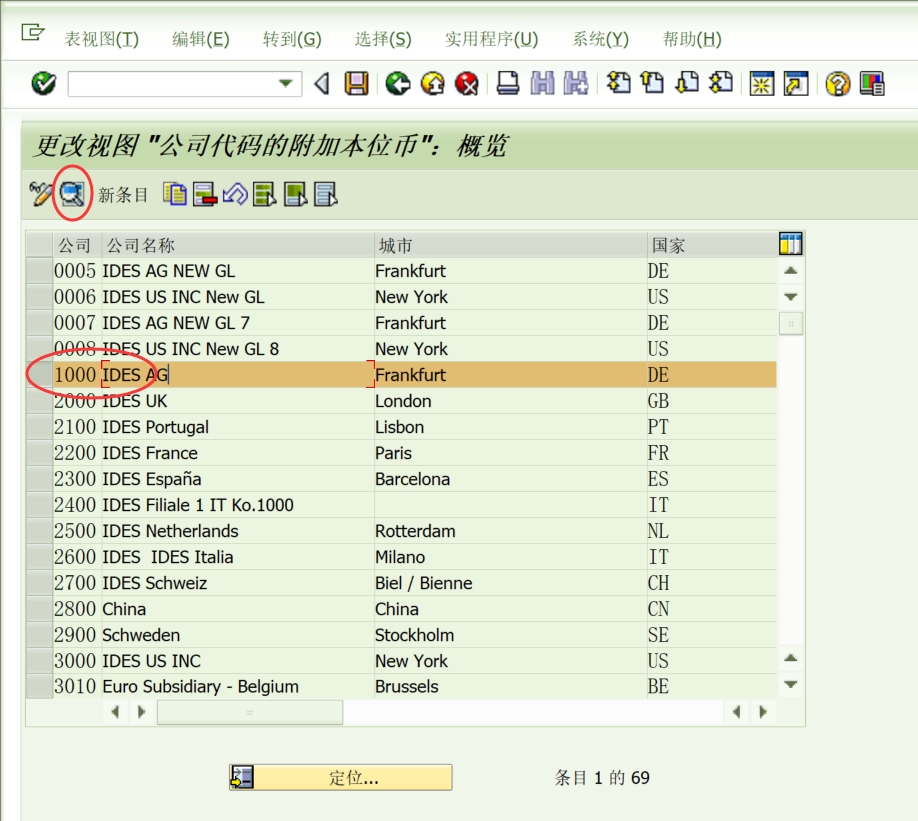 表视图(T) 编辑(E) 转到(G) 选择(S) 实用程序(U) 系统(Y) 帮助(H)
更改视图 "公司代码的附加本位币": 概览
新条目
公司 公司名称 城市 国家
0005 IDES AG NEW GL Frankfurt DE
0006 IDES US INC New GL New York US
0007 IDES AG NEW GL 7 Frankfurt DE
0008 IDES US INC New GL 8 New York US
1000 IDES AG Frankfurt DE
2000 IDES UK London GB
2100 IDES Portugal Lisbon PT
2200 IDES France Paris FR
2300 IDES España Barcelona ES
2400 IDES Filiale 1 IT Ko.1000 IT
2500 IDES Netherlands Rotterdam NL
2600 IDES  IDES Italia Milano IT
2700 IDES Schweiz Biel / Bienne CH
2800 China China CN
2900 Schweden Stockholm SE
3000 IDES US INC New York US
3010 Euro Subsidiary - Belgium Brussels BE
定位... 条目 1 的 69